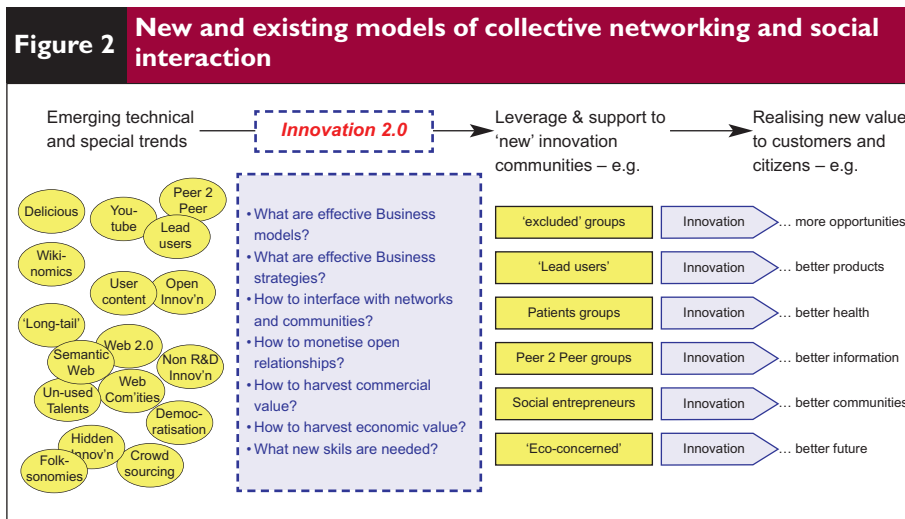 Figure 2
New and existing models of collective networking and social
interaction
Emerging technical
and special trends
Innovation 2.0
Leverage & support to
‘new’ innovation
communities – e.g.
Realising new value
to customers and
citizens – e.g.
Delicious
You-
tube
Peer 2
Peer
Lead
users
Wiki-
nomics
User
content
Open
Innov’n
‘Long-tail’
Web 2.0
Semantic
Web
Non R&D
Innov’n
Un-used
Talents
Web
Com’ities
Democ-
ratisation
Hidden
Innov’n
Folk-
sonomies
Crowd
sourcing
• What are effective Business
models?
• What are effective Business
strategies?
• How to interface with networks
and communities?
• How to monetise open
relationships?
• How to harvest commercial
value?
• How to harvest economic value?
• What new skils are needed?
‘excluded’ groups
Innovation
… more opportunities
‘Lead users’
Innovation
… better products
Patients groups
Innovation
… better health
Peer 2 Peer groups
Innovation
… better information
Social entrepreneurs
Innovation
… better communities
‘Eco-concerned’
Innovation
… better future